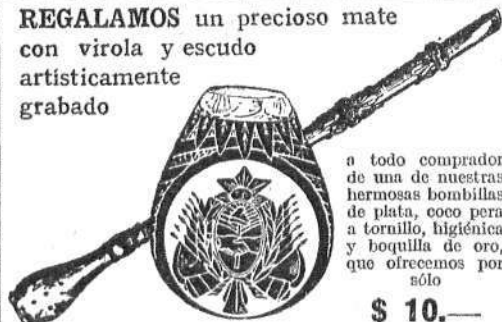 REGALAMOS un precioso mate
con virola y escudo
artísticamente
grabado
a todo comprador
de una de nuestras
hermosas bombillas
de plata, coco pera
a tornillo, higiénica
y boquilla de oro,
que ofrecemos por
sólo
$ 10.—